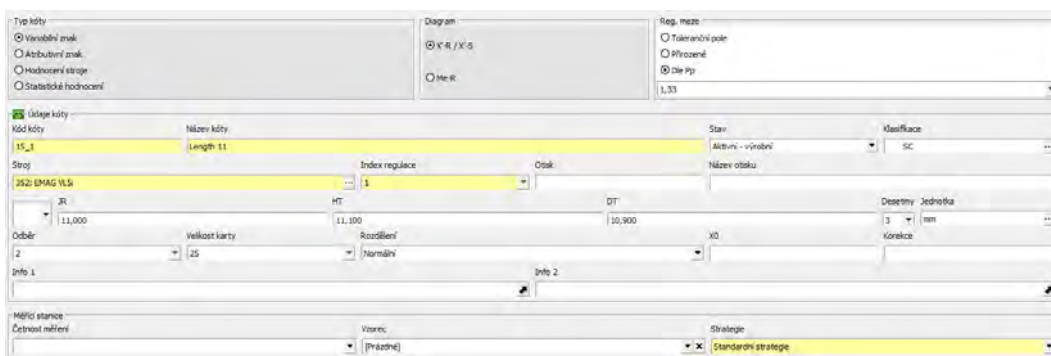 Typ kóty Diagram Reg. meze
Variabilní znak X-R / X-S Toleranční pole
Atributivní znak Přirozené
Hodnocení stroje Me-R Dle Pp
Statistické hodnocení 1,33
Údaje kóty
Kód kóty Název kóty Stav Klasifikace
15_1 Length 11 Aktivní - výrobní SC
Stroj Index regulace Otisk Název otisku
352: EMAG VLSi 1
JR HT DT Desetiny Jednotka
11,000 11,100 10,900 3 mm
Odběr Velikost karty Rozdělení X0 Korekce
2 25 Normální
Info 1 Info 2
Měřící stanice
Četnost měření Vzorec Strategie
(Prázdné) Standardní strategie